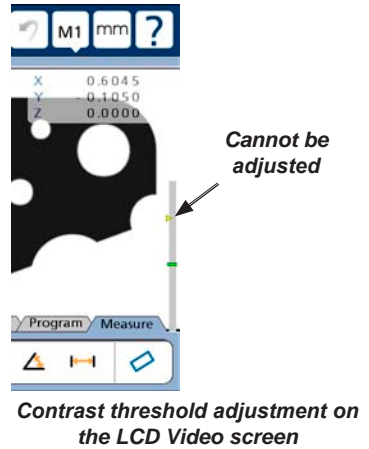 M1 mm ?
X 0.6045
Y - 0.1050
Z 0.0000
Cannot be
adjusted
Program Measure
Contrast threshold adjustment on
the LCD Video screen